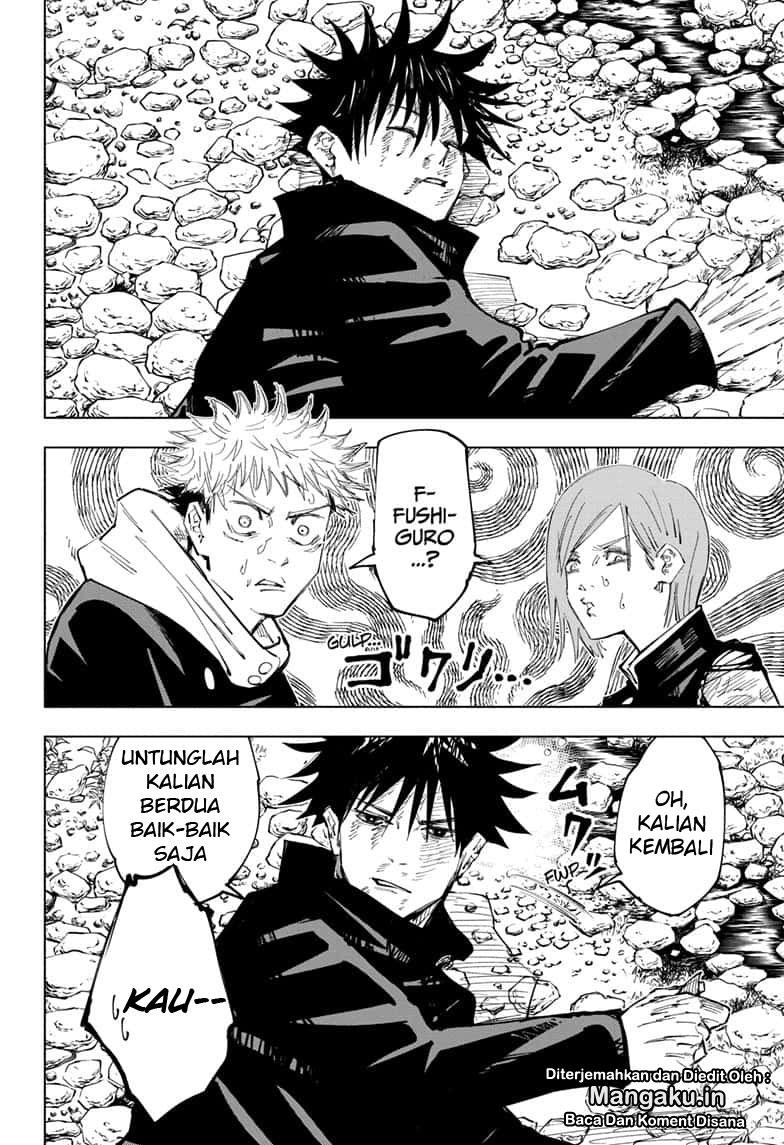 F-
FUSHI-
GURO
...?
GULP...
ゴクリ...
OH,
KALIAN
KEMBALI
ムクッ
FWP..
UNTUNGLAH
KALIAN
BERDUA
BAIK-BAIK
SAJA
KAU--
Diterjemahkan dan Diedit Oleh :
Mangaku.in
Baca Dan Koment Disana